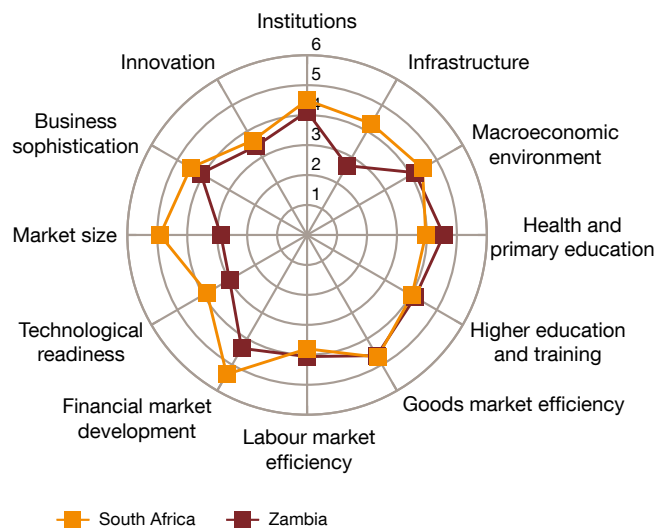 Institutions
6
5
4
3
2
1
Infrastructure
Macroeconomic
environment
Health and
primary education
Higher education
and training
Goods market efficiency
Labour market
efficiency
Financial market
development
Technological
readiness
Market size
Business
sophistication
Innovation
South Africa
Zambia